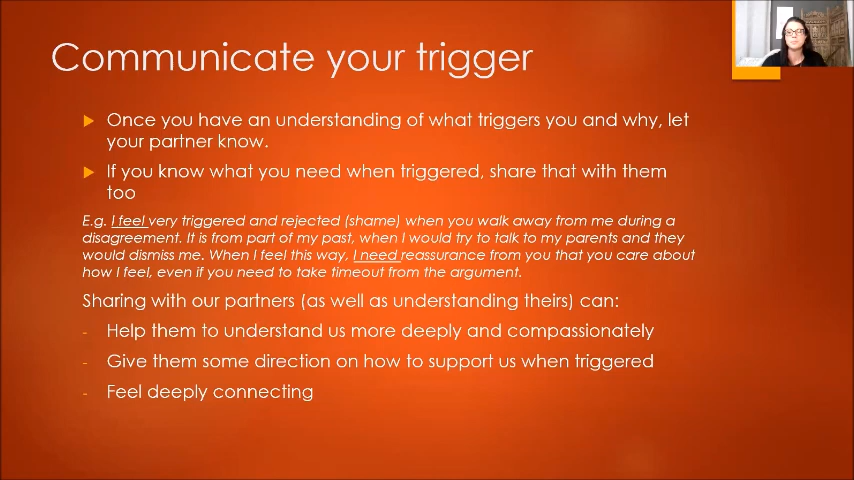 Communicate your trigger
Once you have an understanding of what triggers you and why, let
your partner know.
If you know what you need when triggered, share that with them
too
E.g. I feel very triggered and rejected (shame) when you walk away from me during a
disagreement. It is from part of my past, when I would try to talk to my parents and they
would dismiss me. When I feel this way, I need reassurance from you that you care about
how I feel, even if you need to take timeout from the argument.
Sharing with our partners (as well as understanding theirs) can:
- Help them to understand us more deeply and compassionately
- Give them some direction on how to support us when triggered
- Feel deeply connecting